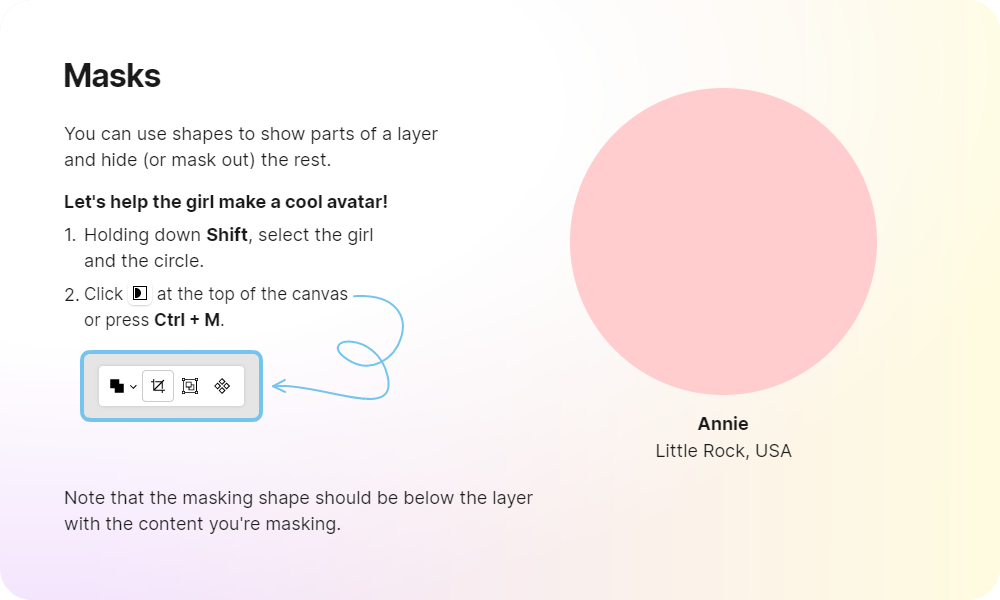 Masks
You can use shapes to show parts of a layer
and hide (or mask out) the rest.
Let's help the girl make a cool avatar!
1. Holding down Shift, select the girl
and the circle.
2. Click at the top of the canvas
or press Ctrl + M.
Annie
Little Rock, USA
Note that the masking shape should be below the layer
with the content you're masking.